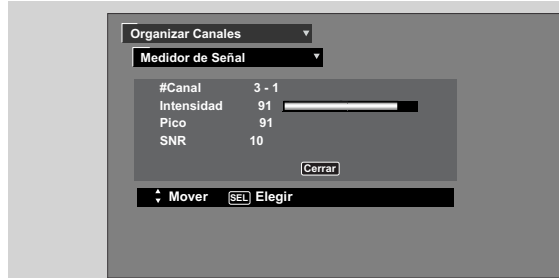 Organizar Canales
Medidor de Señal
#Canal 3 - 1
Intensidad 91
Pico 91
SNR 10
Cerrar
Mover SEL Elegir